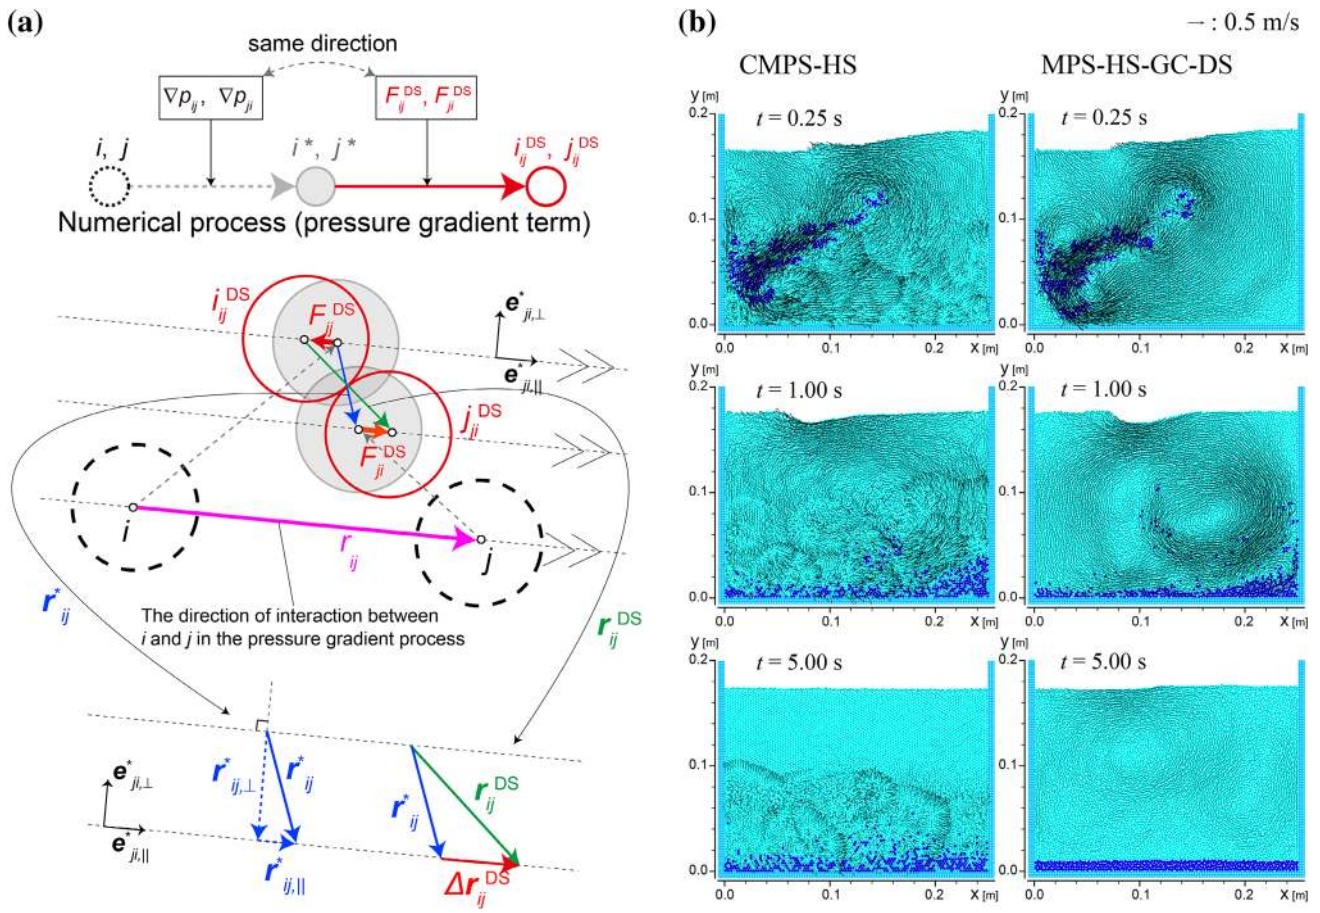 (a)
same direction
∇p_ij, ∇p_ji
F_ij^DS, F_ji^DS
i, j
i*, j*
i_ij^DS, j_ij^DS
Numerical process (pressure gradient term)
i_ij^DS
F_jj^DS
e*_ji,⊥
e*_ji,||
j_ji^DS
F_ji^DS
i
r_ij
j
r*_ij
The direction of interaction between
i and j in the pressure gradient process
r_ij^DS
e*_ji,⊥
e*_ji,||
r*_ij,⊥
r*_ij
r*_ij,||
r*_ij
r_ij^DS
Δr_ij^DS
(b)
→ : 0.5 m/s
CMPS-HS
MPS-HS-GC-DS
y [m]
0.2
t = 0.25 s
0.1
0.0
0.0 0.1 0.2
x [m]
y [m]
0.2
t = 0.25 s
0.1
0.0
0.0 0.1 0.2
x [m]
y [m]
0.2
t = 1.00 s
0.1
0.0
0.0 0.1 0.2
x [m]
y [m]
0.2
t = 1.00 s
0.1
0.0
0.0 0.1 0.2
x [m]
y [m]
0.2
t = 5.00 s
0.1
0.0
0.0 0.1 0.2
x [m]
y [m]
0.2
t = 5.00 s
0.1
0.0
0.0 0.1 0.2
x [m]